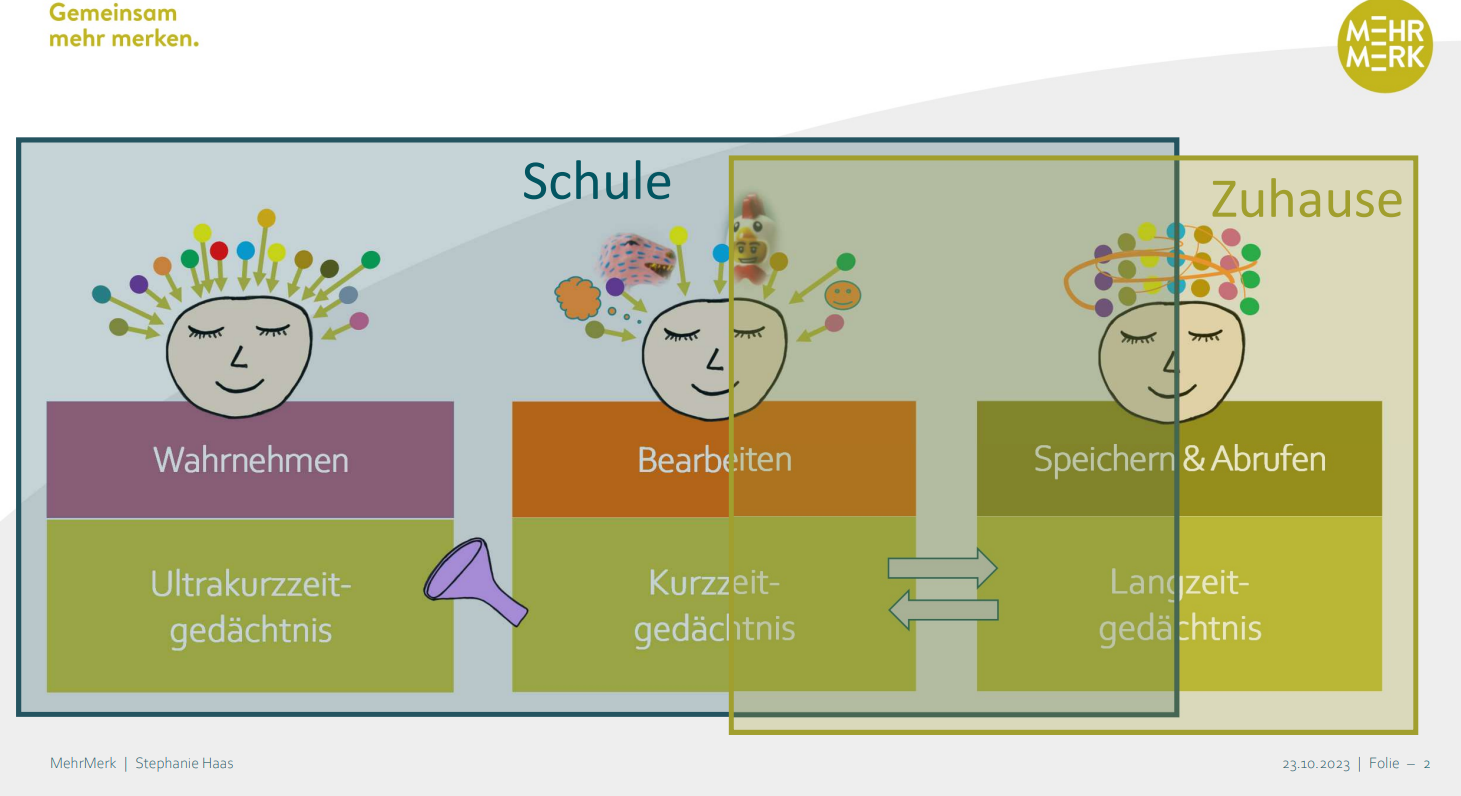 Gemeinsam
mehr merken.
MEHR
MERK
Schule
Zuhause
Wahrnehmen
Bearbeiten
Speichern & Abrufen
Ultrakurzzeit-
gedächtnis
Kurzzeit-
gedächtnis
Langzeit-
gedächtnis
MehrMerk | Stephanie Haas
23.10.2023 | Folie – 2